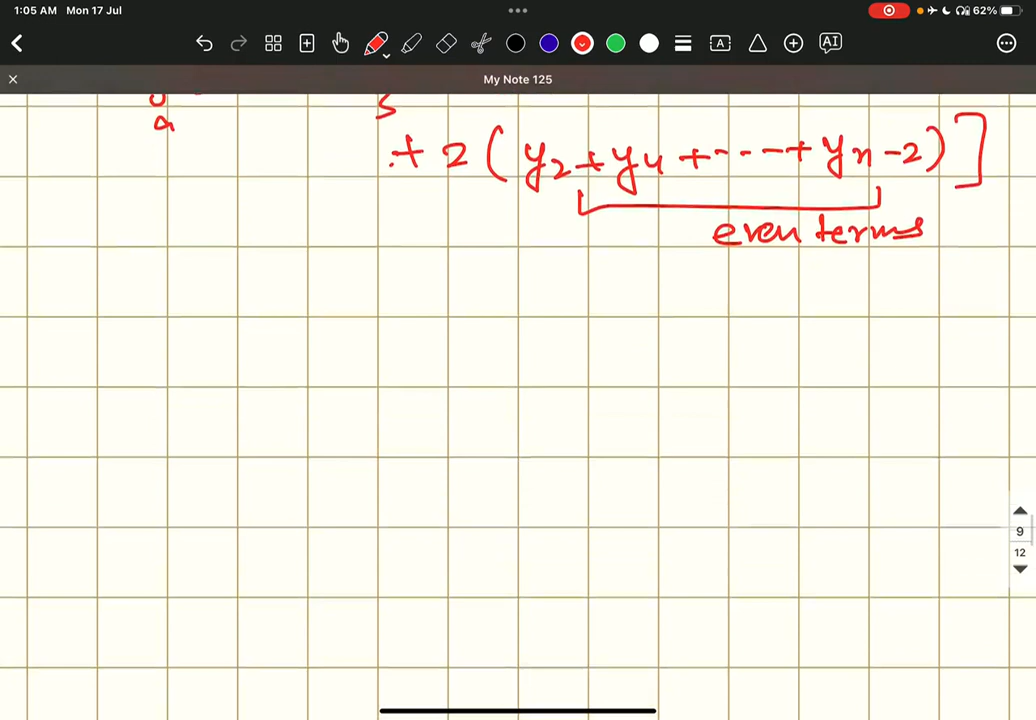 1:05 AM Mon 17 Jul
62%
A
AI
My Note 125
a
+ 2 ( y₂ + y₄ + ---- + yn - 2 ) ]
even terms
9
12